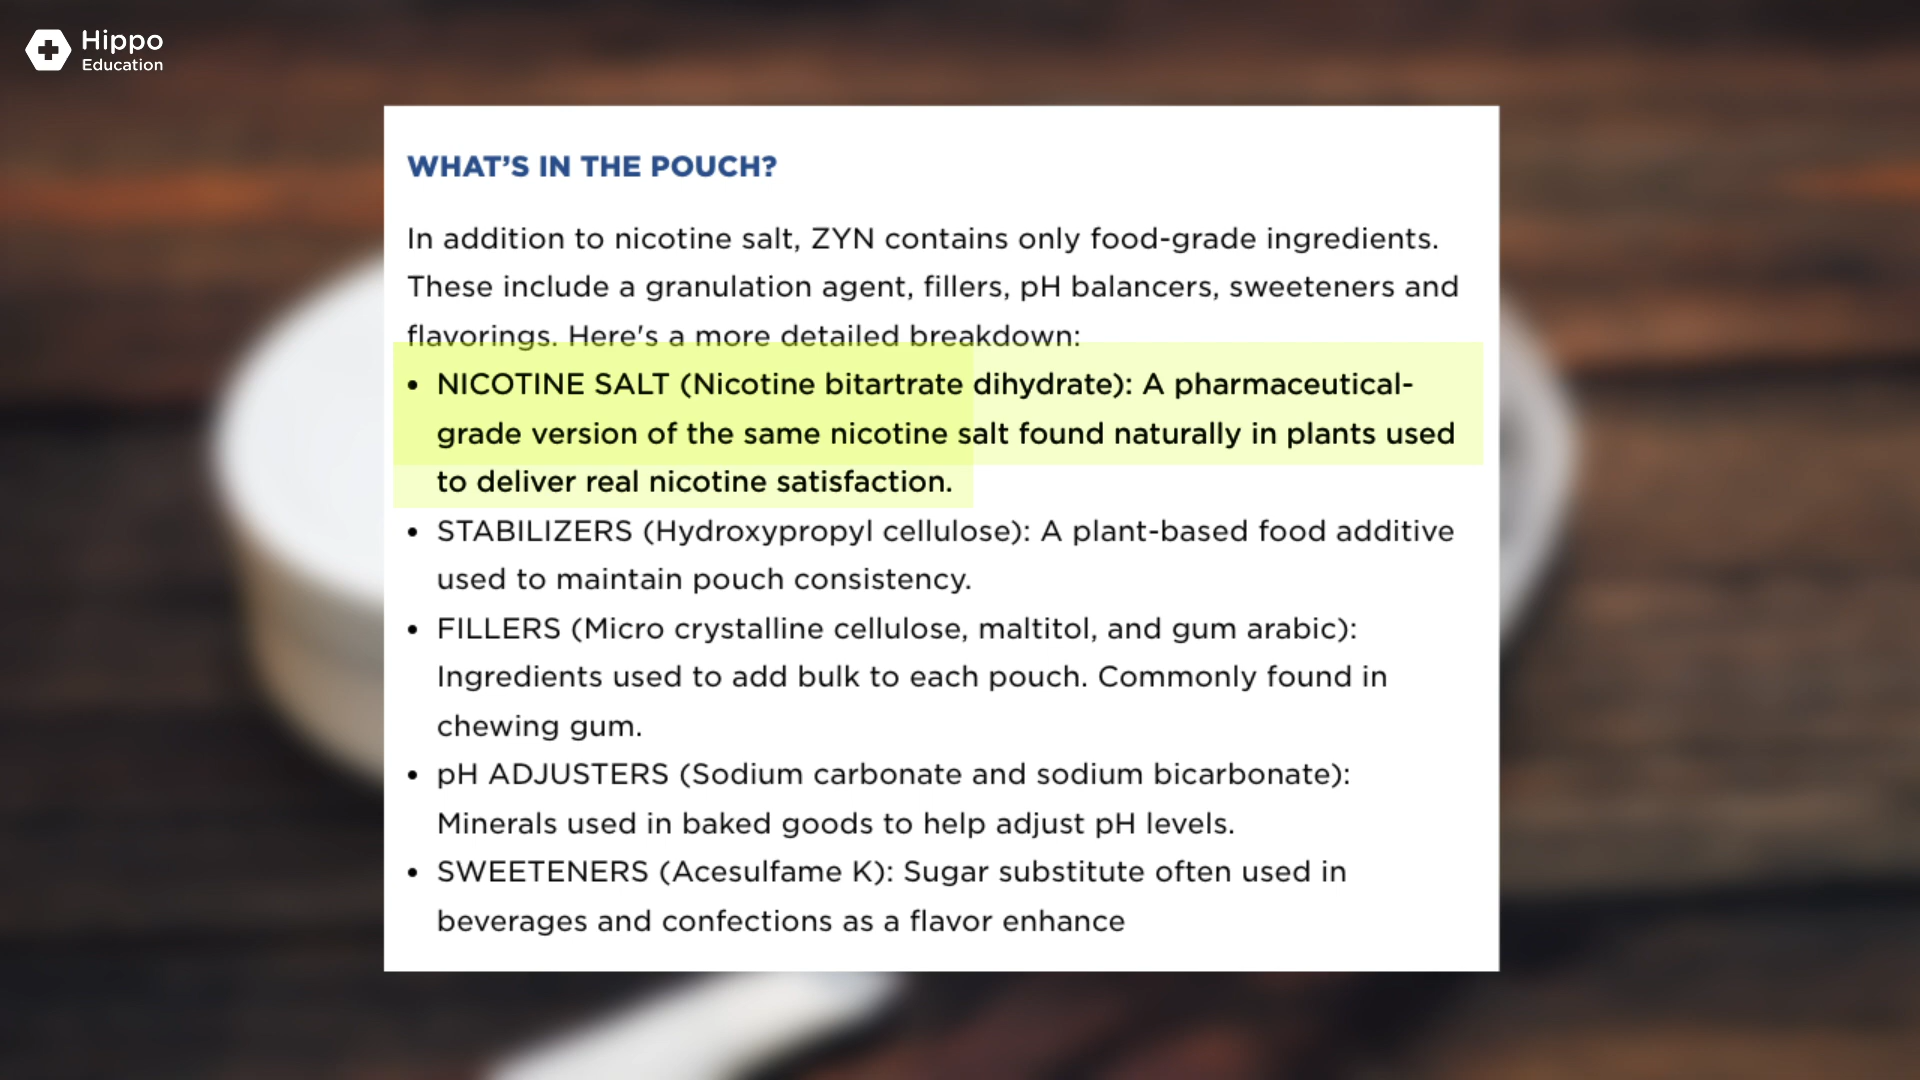 Hippo
Education
WHAT’S IN THE POUCH?
In addition to nicotine salt, ZYN contains only food-grade ingredients.
These include a granulation agent, fillers, pH balancers, sweeteners and
flavorings. Here's a more detailed breakdown:
• NICOTINE SALT (Nicotine bitartrate dihydrate): A pharmaceutical-
grade version of the same nicotine salt found naturally in plants used
to deliver real nicotine satisfaction.
• STABILIZERS (Hydroxypropyl cellulose): A plant-based food additive
used to maintain pouch consistency.
• FILLERS (Micro crystalline cellulose, maltitol, and gum arabic):
Ingredients used to add bulk to each pouch. Commonly found in
chewing gum.
• pH ADJUSTERS (Sodium carbonate and sodium bicarbonate):
Minerals used in baked goods to help adjust pH levels.
• SWEETENERS (Acesulfame K): Sugar substitute often used in
beverages and confections as a flavor enhance